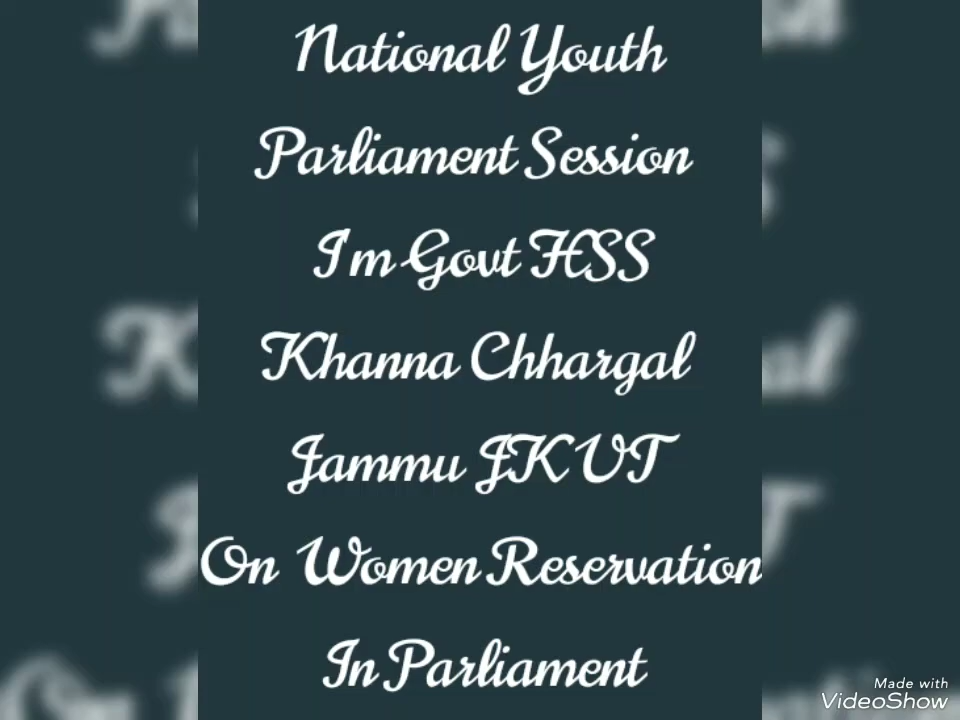 National Youth
Parliament Session
I'm Govt HSS
Khanna Chhargal
Jammu JK UT
On Women Reservation
In Parliament
Made with
VideoShow